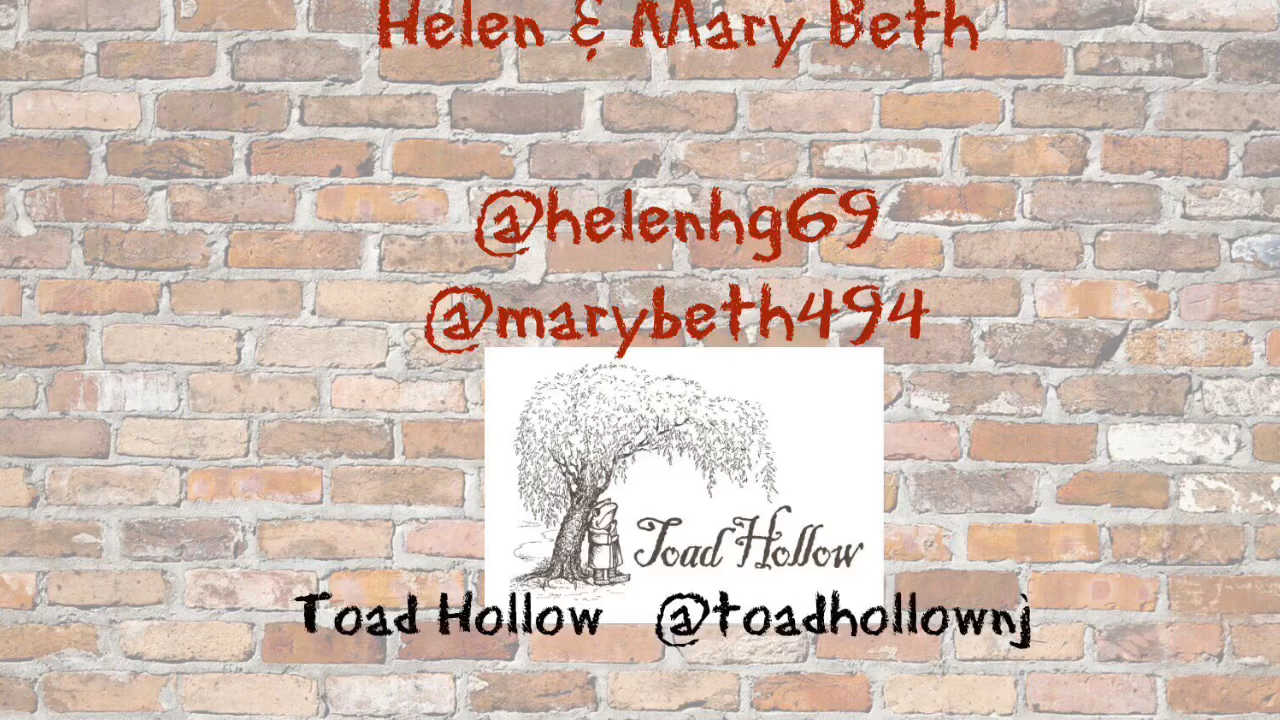 Helen & Mary Beth
@helenhg69
@marybeth494
Toad Hollow
Toad Hollow @toadhollownj